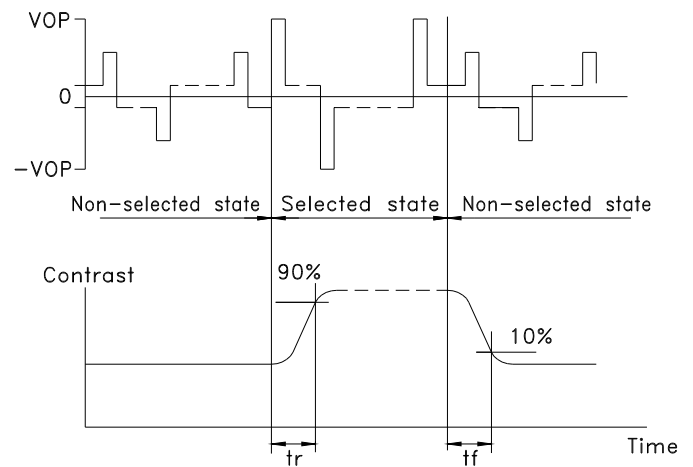 VOP
0
-VOP
Non-selected state
Selected state
Non-selected state
Contrast
90%
10%
tr
tf
Time